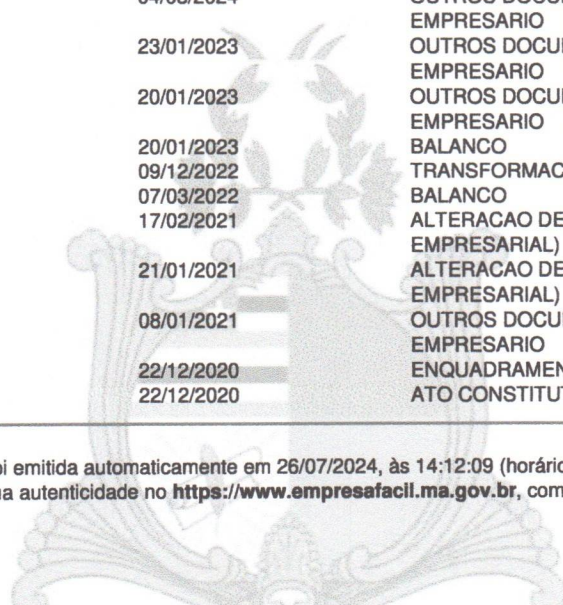 EMPRESARIO
23/01/2023 OUTROS DOCU
EMPRESARIO
20/01/2023 OUTROS DOCU
EMPRESARIO
20/01/2023 BALANCO
09/12/2022 TRANSFORMAC
07/03/2022 BALANCO
17/02/2021 ALTERACAO DE
EMPRESARIAL)
21/01/2021 ALTERACAO DE
EMPRESARIAL)
08/01/2021 OUTROS DOCU
EMPRESARIO
22/12/2020 ENQUADRAMEN
22/12/2020 ATO CONSTITUT
oi emitida automaticamente em 26/07/2024, às 14:12:09 (horário
a autenticidade no https://www.empresafacil.ma.gov.br, com